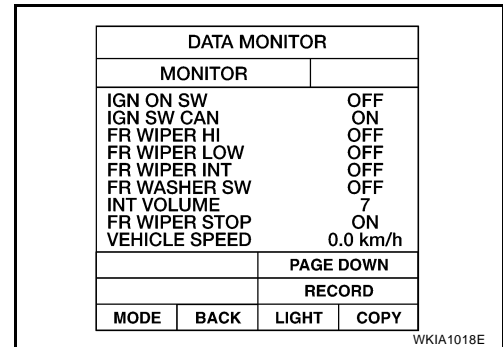 DATA MONITOR
MONITOR
IGN ON SW OFF
IGN SW CAN ON
FR WIPER HI OFF
FR WIPER LOW OFF
FR WIPER INT OFF
FR WASHER SW OFF
INT VOLUME 7
FR WIPER STOP ON
VEHICLE SPEED 0.0 km/h
PAGE DOWN
RECORD
MODE BACK LIGHT COPY
WKIA1018E